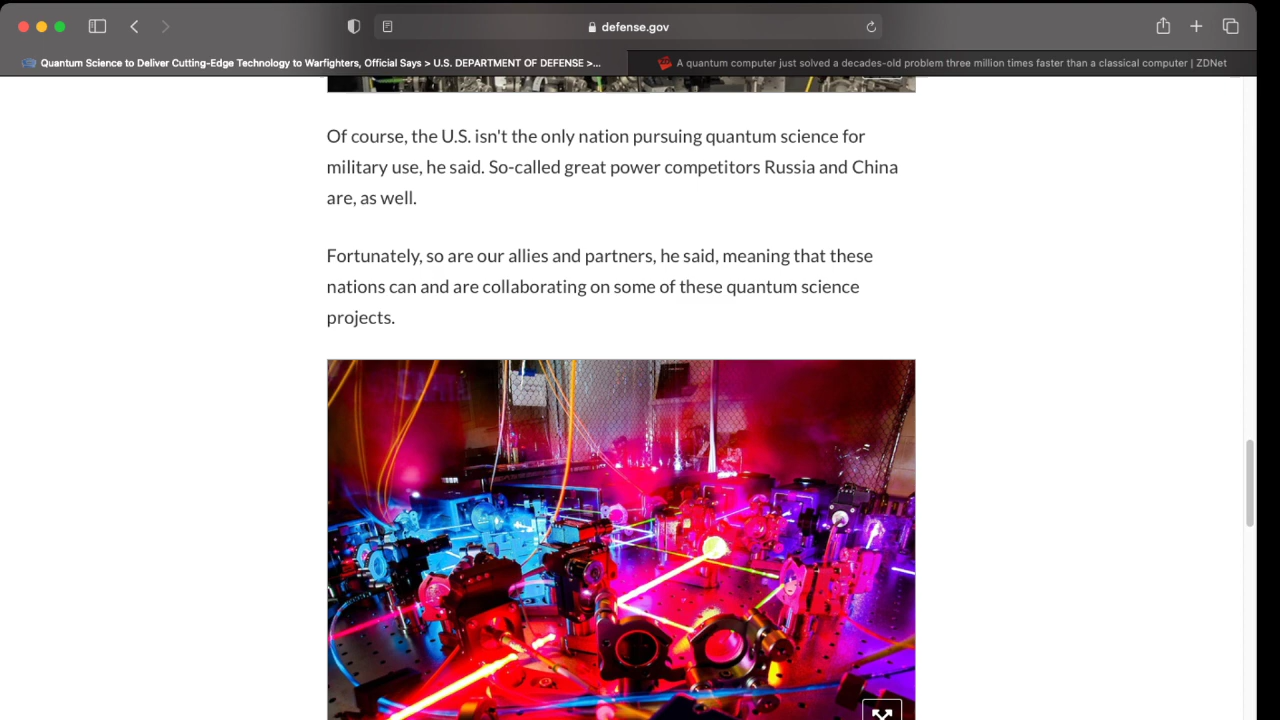 defense.gov
Quantum Science to Deliver Cutting-Edge Technology to Warfighters, Official Says > U.S. DEPARTMENT OF DEFENSE >...
A quantum computer just solved a decades-old problem three million times faster than a classical computer | ZDNet
Of course, the U.S. isn't the only nation pursuing quantum science for
military use, he said. So-called great power competitors Russia and China
are, as well.
Fortunately, so are our allies and partners, he said, meaning that these
nations can and are collaborating on some of these quantum science
projects.